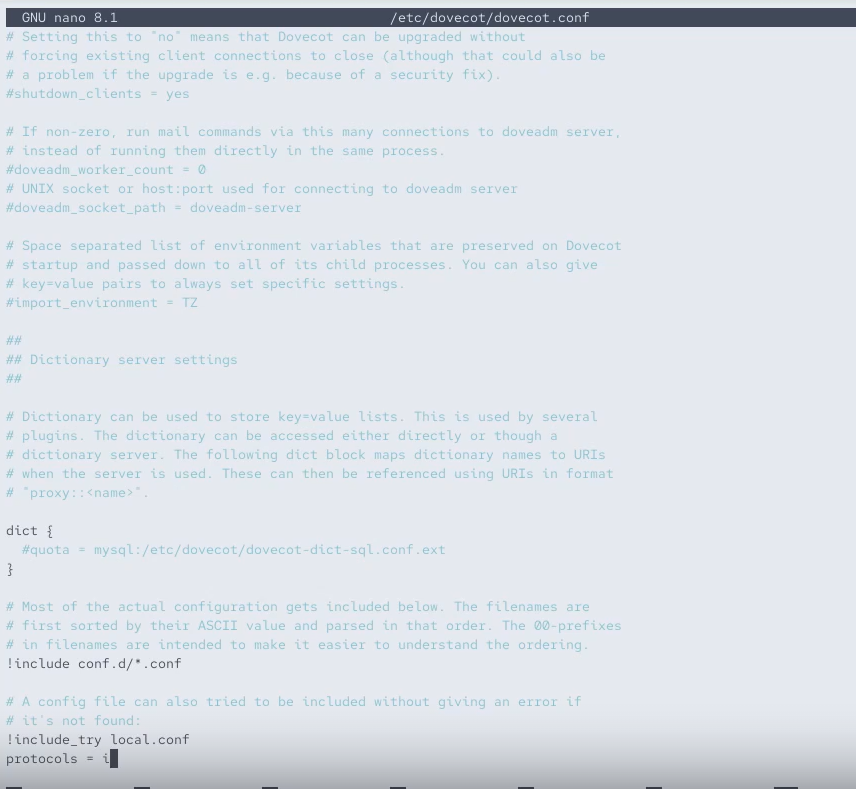 GNU nano 8.1 /etc/dovecot/dovecot.conf
# Setting this to "no" means that Dovecot can be upgraded without
# forcing existing client connections to close (although that could also be
# a problem if the upgrade is e.g. because of a security fix).
#shutdown_clients = yes
# If non-zero, run mail commands via this many connections to doveadm server,
# instead of running them directly in the same process.
#doveadm_worker_count = 0
# UNIX socket or host:port used for connecting to doveadm server
#doveadm_socket_path = doveadm-server
# Space separated list of environment variables that are preserved on Dovecot
# startup and passed down to all of its child processes. You can also give
# key=value pairs to always set specific settings.
#import_environment = TZ
##
## Dictionary server settings
##
# Dictionary can be used to store key=value lists. This is used by several
# plugins. The dictionary can be accessed either directly or though a
# dictionary server. The following dict block maps dictionary names to URIs
# when the server is used. These can then be referenced using URIs in format
# "proxy::<name>".
dict {
  #quota = mysql:/etc/dovecot/dovecot-dict-sql.conf.ext
}
# Most of the actual configuration gets included below. The filenames are
# first sorted by their ASCII value and parsed in that order. The 00-prefixes
# in filenames are intended to make it easier to understand the ordering.
!include conf.d/*.conf
# A config file can also tried to be included without giving an error if
# it's not found:
!include_try local.conf
protocols = i